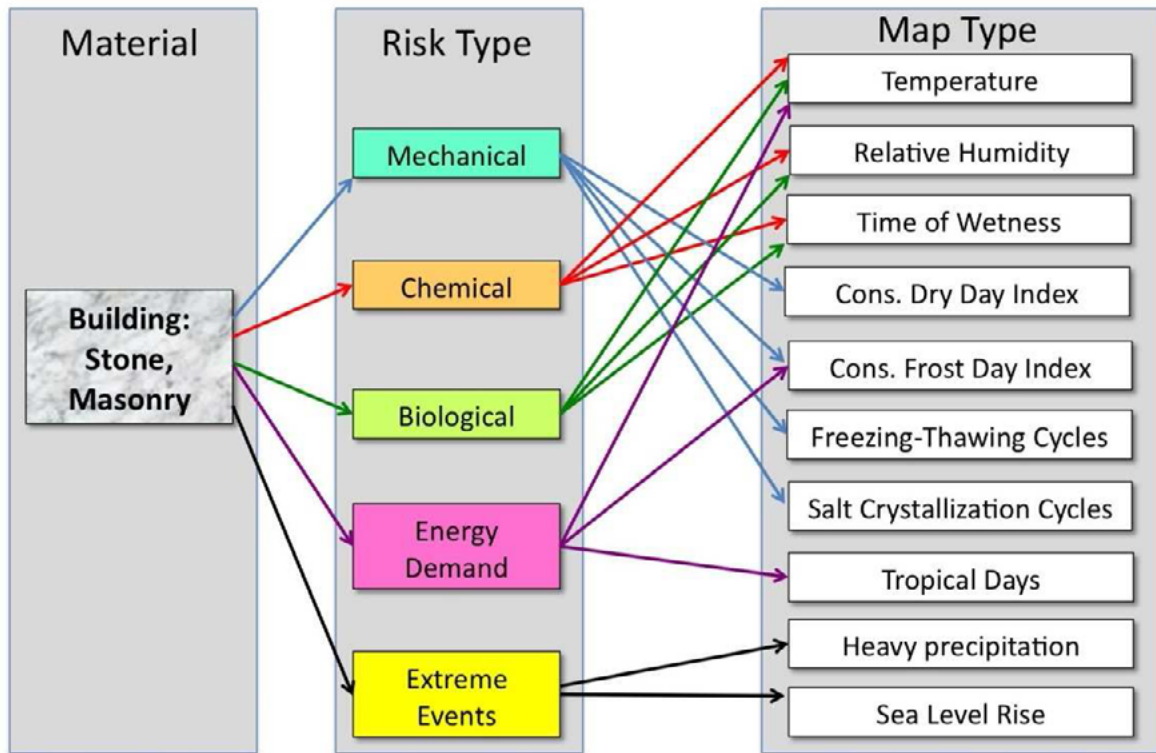 Material
Risk Type
Map Type
Building:
Stone,
Masonry
Mechanical
Chemical
Biological
Energy
Demand
Extreme
Events
Temperature
Relative Humidity
Time of Wetness
Cons. Dry Day Index
Cons. Frost Day Index
Freezing-Thawing Cycles
Salt Crystallization Cycles
Tropical Days
Heavy precipitation
Sea Level Rise